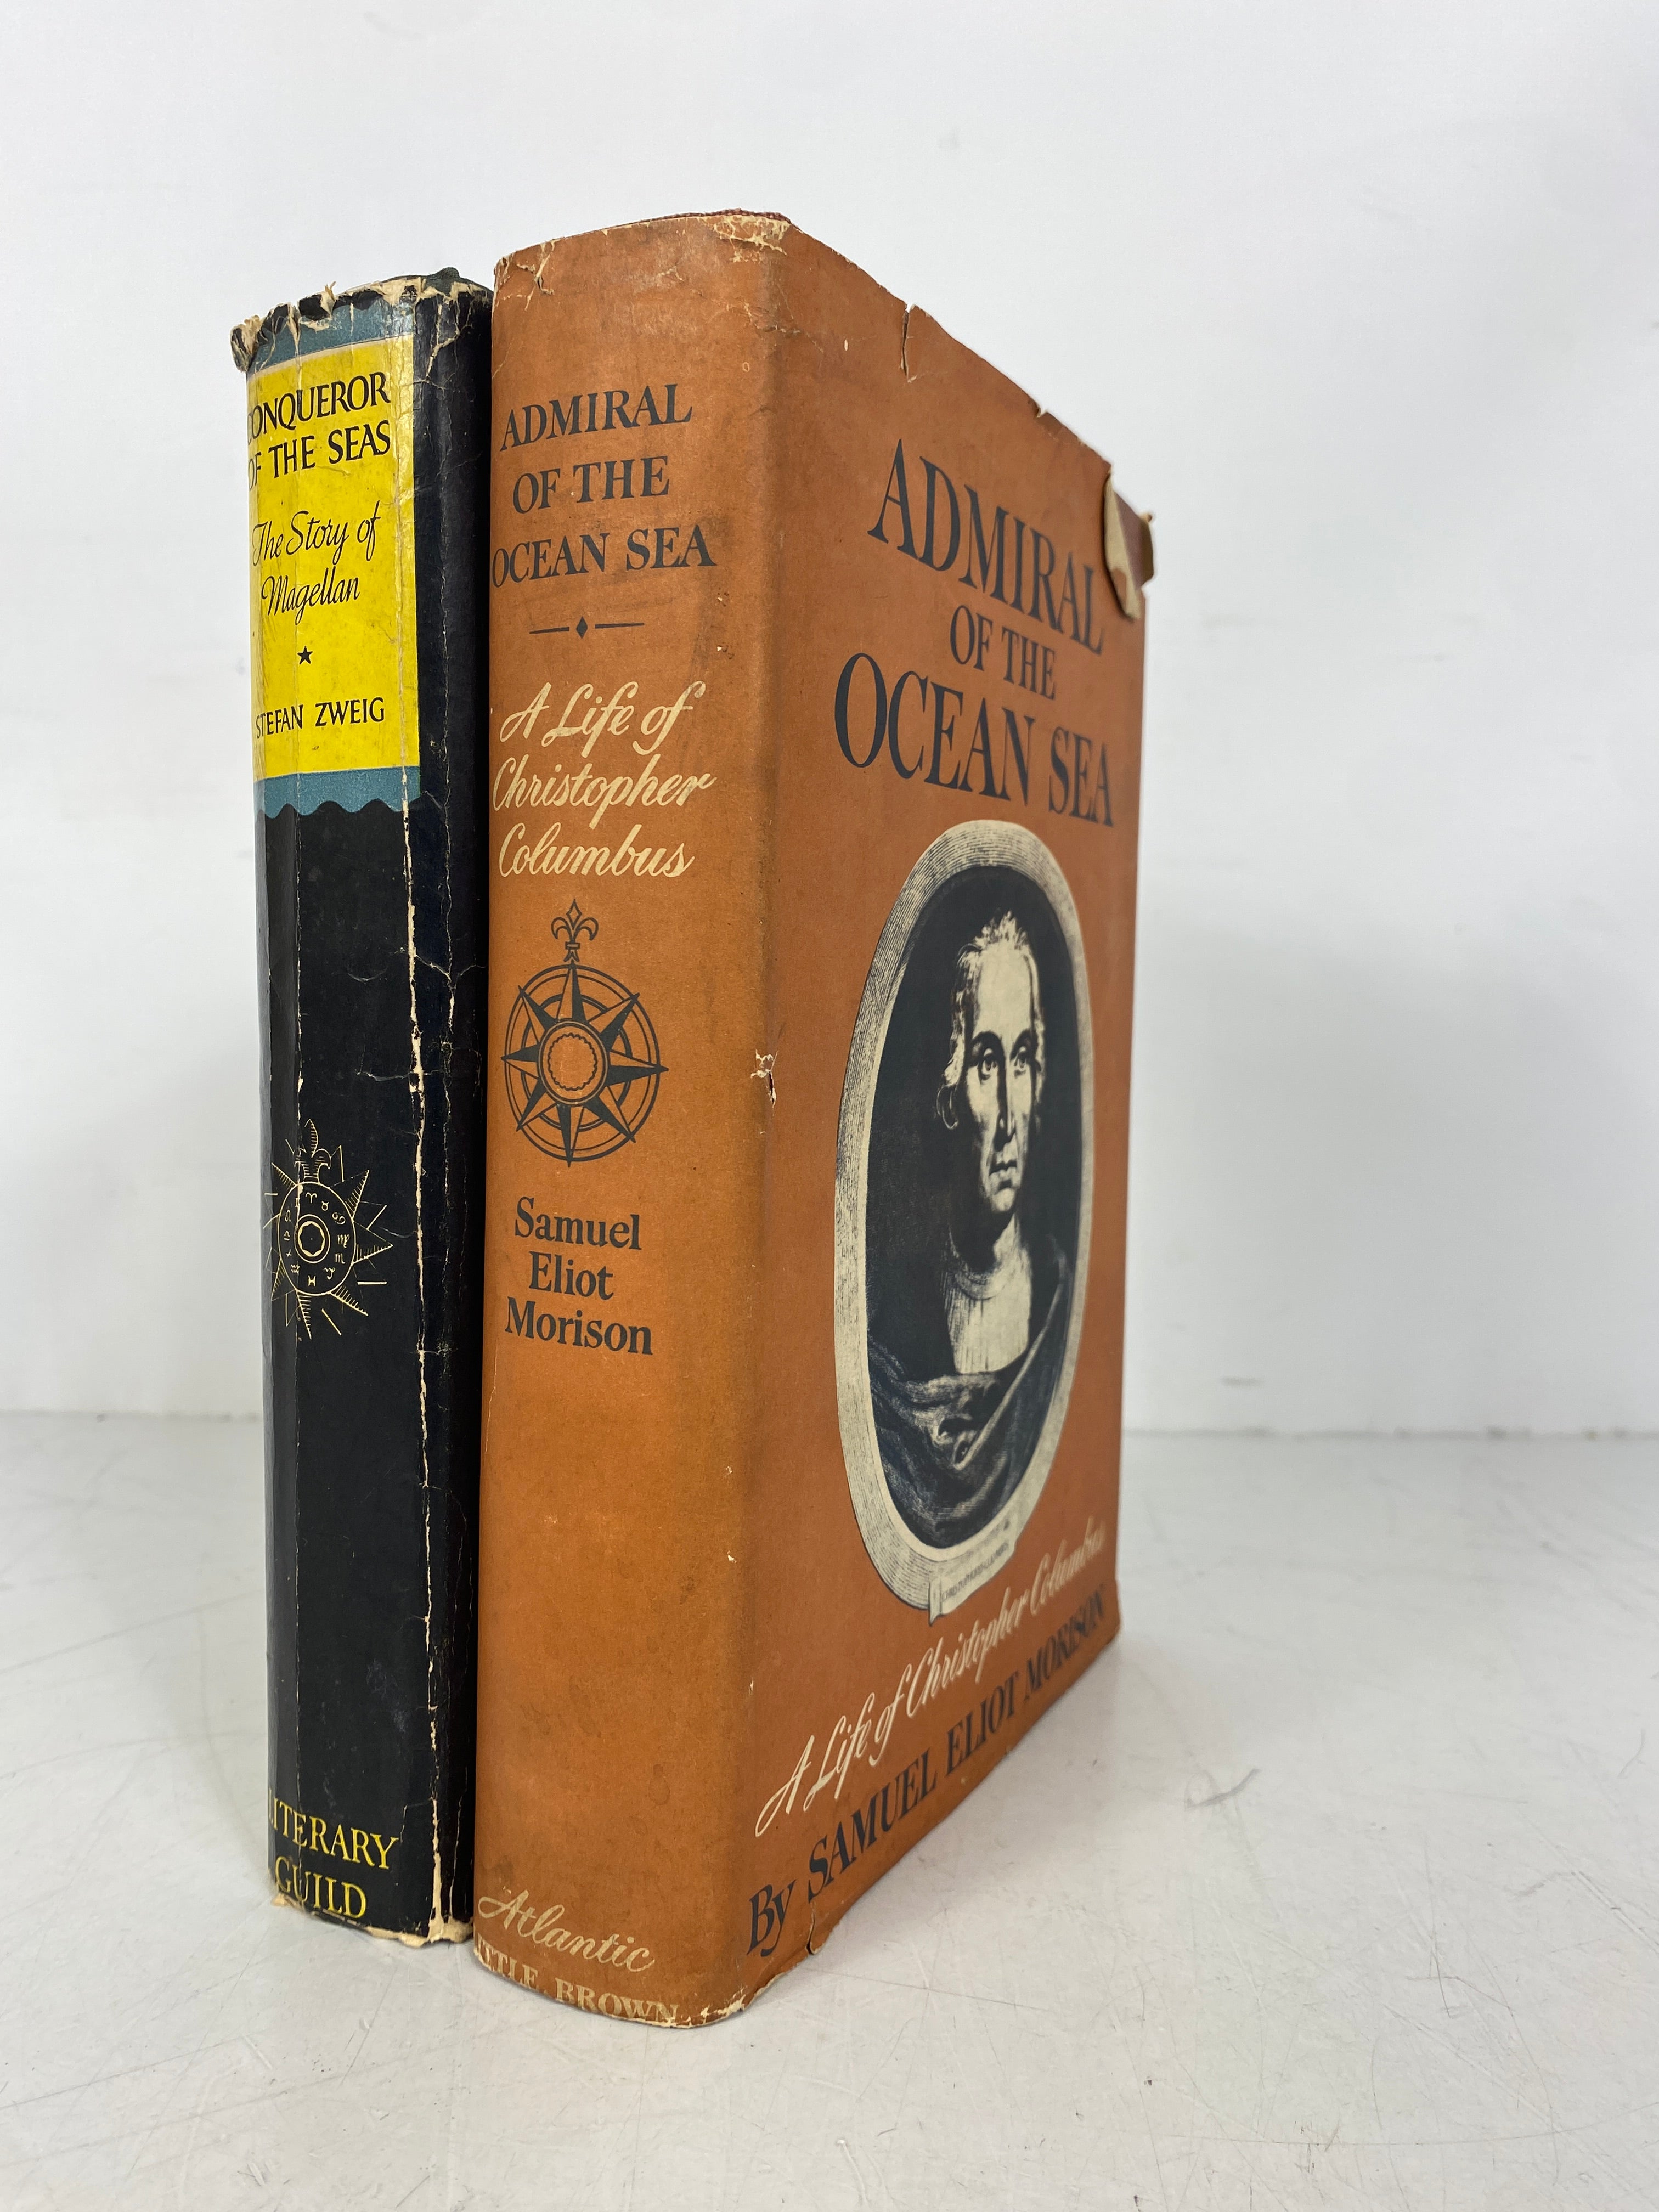 CONQUEROR
OF THE SEAS
The Story of
Magellan
STEFAN ZWEIG
LITERARY
GUILD
ADMIRAL
OF THE
OCEAN SEA
A Life of
Christopher
Columbus
Samuel
Eliot
Morison
Atlantic
LITTLE, BROWN
ADMIRAL
OF THE
OCEAN SEA
A Life of Christopher Columbus
By SAMUEL ELIOT MORISON